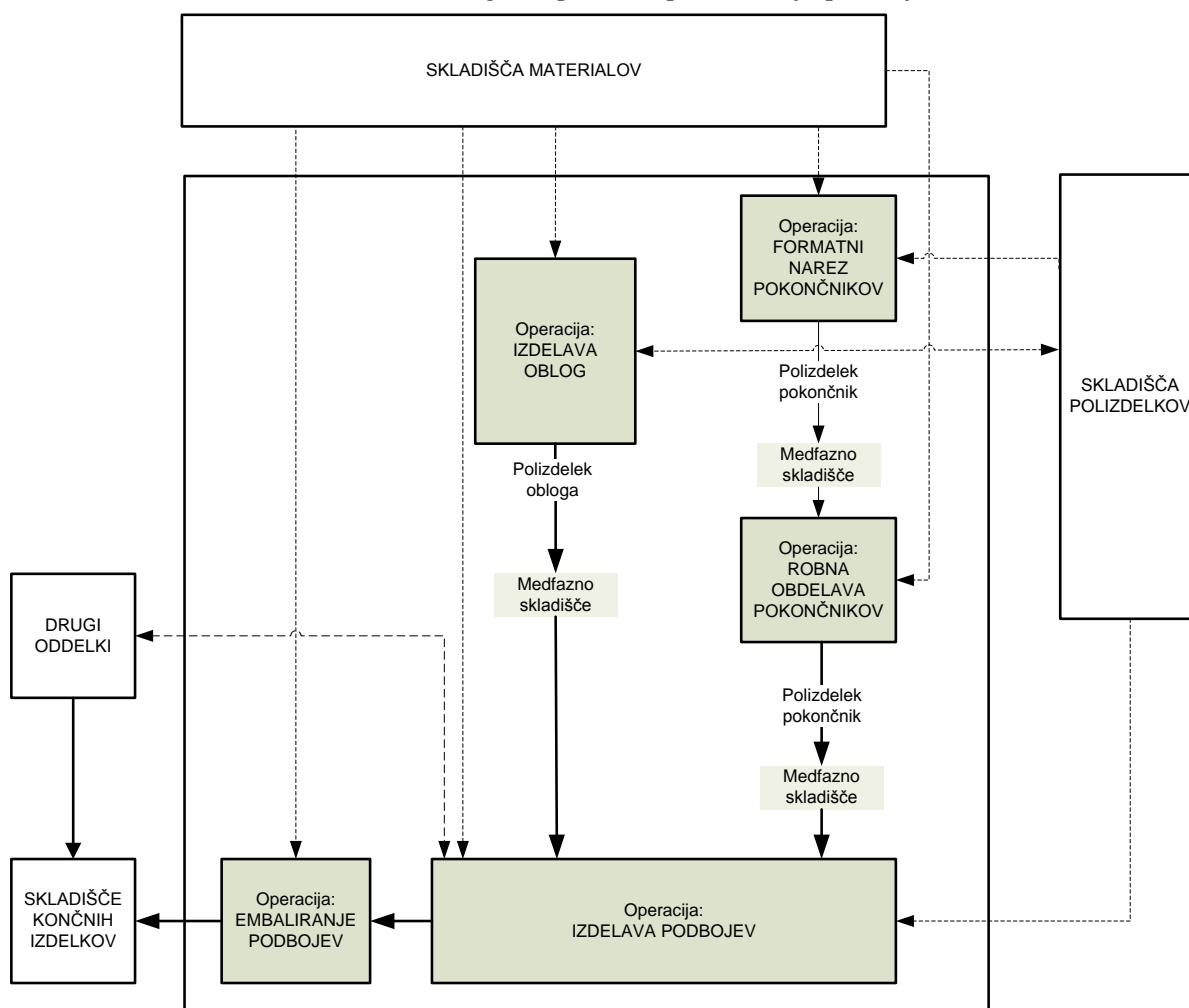 SKLADIŠČA MATERIALOV
Operacija:
FORMATNI
NAREZ
POKONČNIKOV
Operacija:
IZDELAVA
OBLOG
Polizdelek
pokončnik
SKLADIŠČA
POLIZDELKOV
Medfazno
skladišče
Polizdelek
obloga
Operacija:
ROBNA
OBDELAVA
POKONČNIKOV
Medfazno
skladišče
DRUGI
ODDELKI
Polizdelek
pokončnik
Medfazno
skladišče
SKLADIŠČE
KONČNIH
IZDELKOV
Operacija:
EMBALIRANJE
PODBOJEV
Operacija:
IZDELAVA PODBOJEV